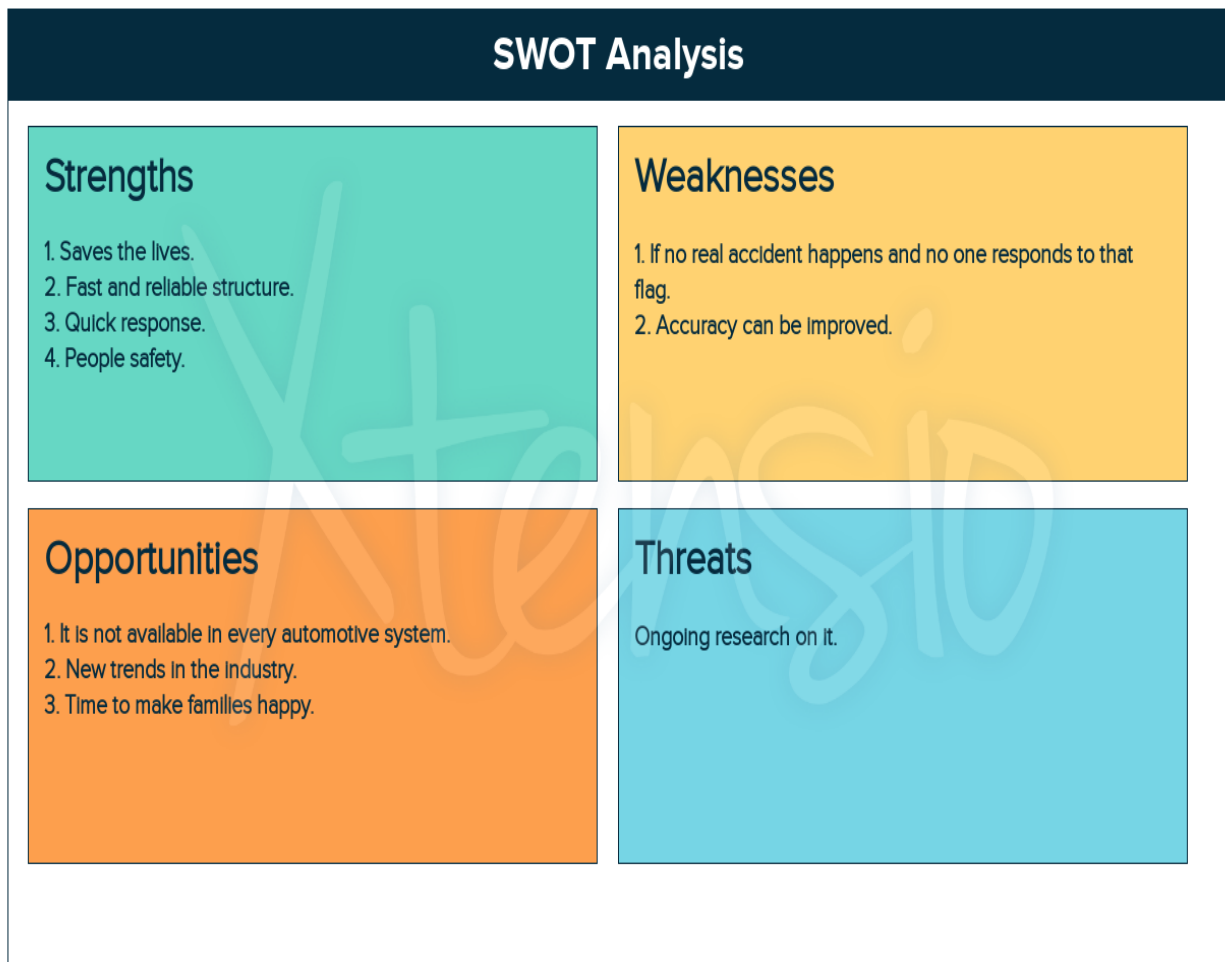 SWOT Analysis
Strengths
1. Saves the lives.
2. Fast and reliable structure.
3. Quick response.
4. People safety.
Weaknesses
1. If no real accident happens and no one responds to that
flag.
2. Accuracy can be improved.
Opportunities
1. It is not available in every automotive system.
2. New trends in the industry.
3. Time to make families happy.
Threats
Ongoing research on it.
Xtensio